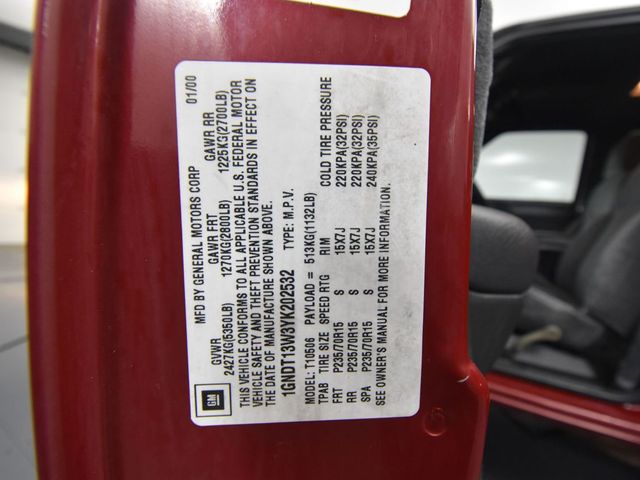 MFD BY GENERAL MOTORS CORP 01/00
GVWR GAWR FRT GAWR RR
2427KG(5350LB) 1270KG(2800LB) 1225KG(2700LB)
THIS VEHICLE CONFORMS TO ALL APPLICABLE U.S. FEDERAL MOTOR
VEHICLE SAFETY AND THEFT PREVENTION STANDARDS IN EFFECT ON
THE DATE OF MANUFACTURE SHOWN ABOVE.
1GNDT13W3YK202532 TYPE: M.P.V.
MODEL: T10506 PAYLOAD = 513KG(1132LB)
TPAB TIRE SIZE SPEED RTG RIM COLD TIRE PRESSURE
FRT P235/70R15 S 15X7J 220KPA(32PSI)
RR P235/70R15 S 15X7J 220KPA(32PSI)
SPA P235/70R15 S 15X7J 240KPA(35PSI)
SEE OWNER'S MANUAL FOR MORE INFORMATION.
GM